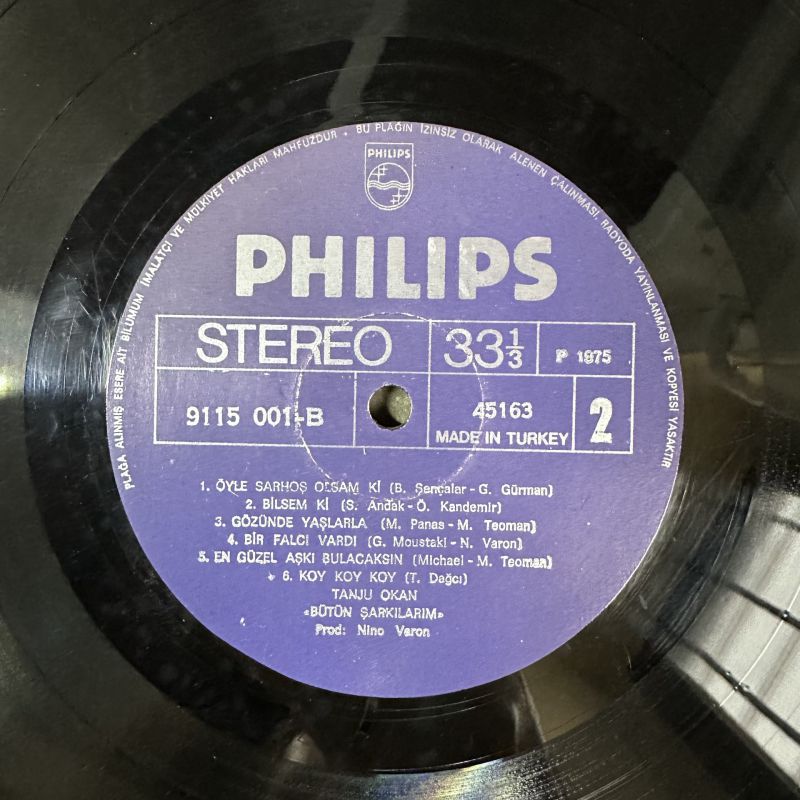 PLAĞA ALINMIŞ ESERE AİT BİLÜMUM İMALATÇI VE MÜLKİYET HAKLARI MAHFUZDUR • BU PLAĞIN İZİNSİZ OLARAK ALENEN ÇALINMASI, RADYODA YAYINLANMASI VE KOPYESİ YASAKTIR
PHILIPS
PHILIPS
STEREO 33 1/3 P 1975
9115 001-B 45163 2
MADE IN TURKEY
1. ÖYLE SARHOŞ OLSAM Kİ (B. Şençalar - G. Gürman)
2. BİLSEM Kİ (S. Andak - Ö. Kandemir)
3. GÖZÜNDE YAŞLARLA (M. Panas - M. Teoman)
4. BİR FALCI VARDI (G. Moustaki - N. Varon)
5. EN GÜZEL AŞKI BULACAKSIN (Michael - M. Teoman)
6. KOY KOY KOY (T. Dağcı)
TANJU OKAN
«BÜTÜN ŞARKILARIM»
Prod: Nino Varon